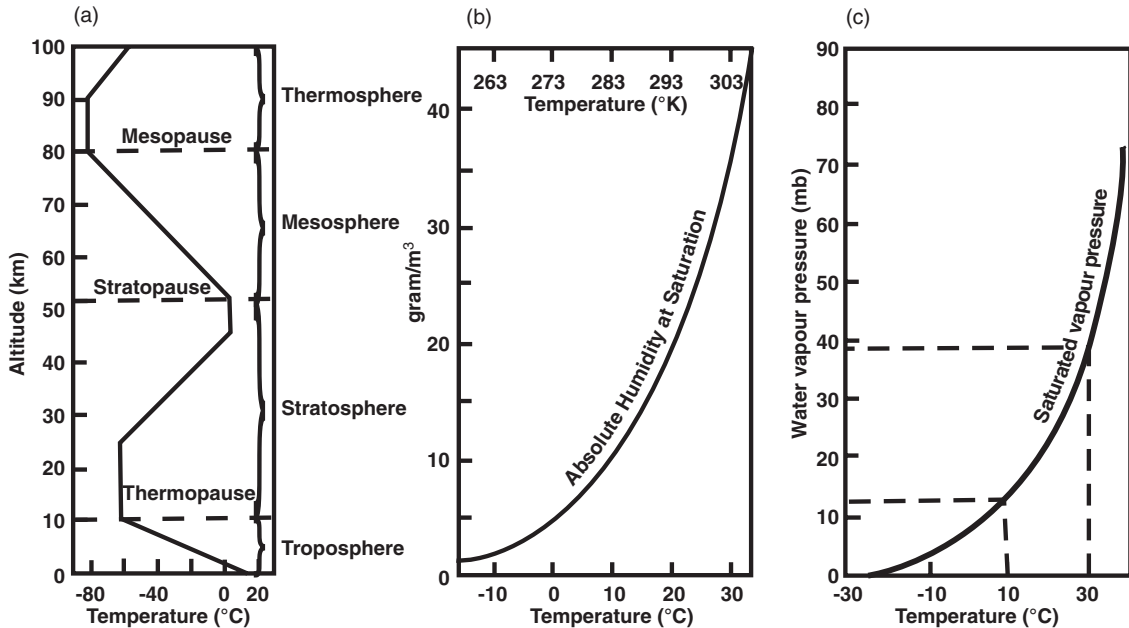 (a)
100
90
80
70
60
50
40
30
20
10
0
Altitude (km)
Mesopause
Stratopause
Thermopause
Thermosphere
Mesosphere
Stratosphere
Troposphere
-80 -40 0 20
Temperature (°C)
(b)
263 273 283 293 303
Temperature (°K)
40
30
20
10
0
gram/m³
Absolute Humidity at Saturation
-10 0 10 20 30
Temperature (°C)
(c)
90
80
70
60
50
40
30
20
10
0
Water vapour pressure (mb)
Saturated vapour pressure
-30 -10 10 30
Temperature (°C)